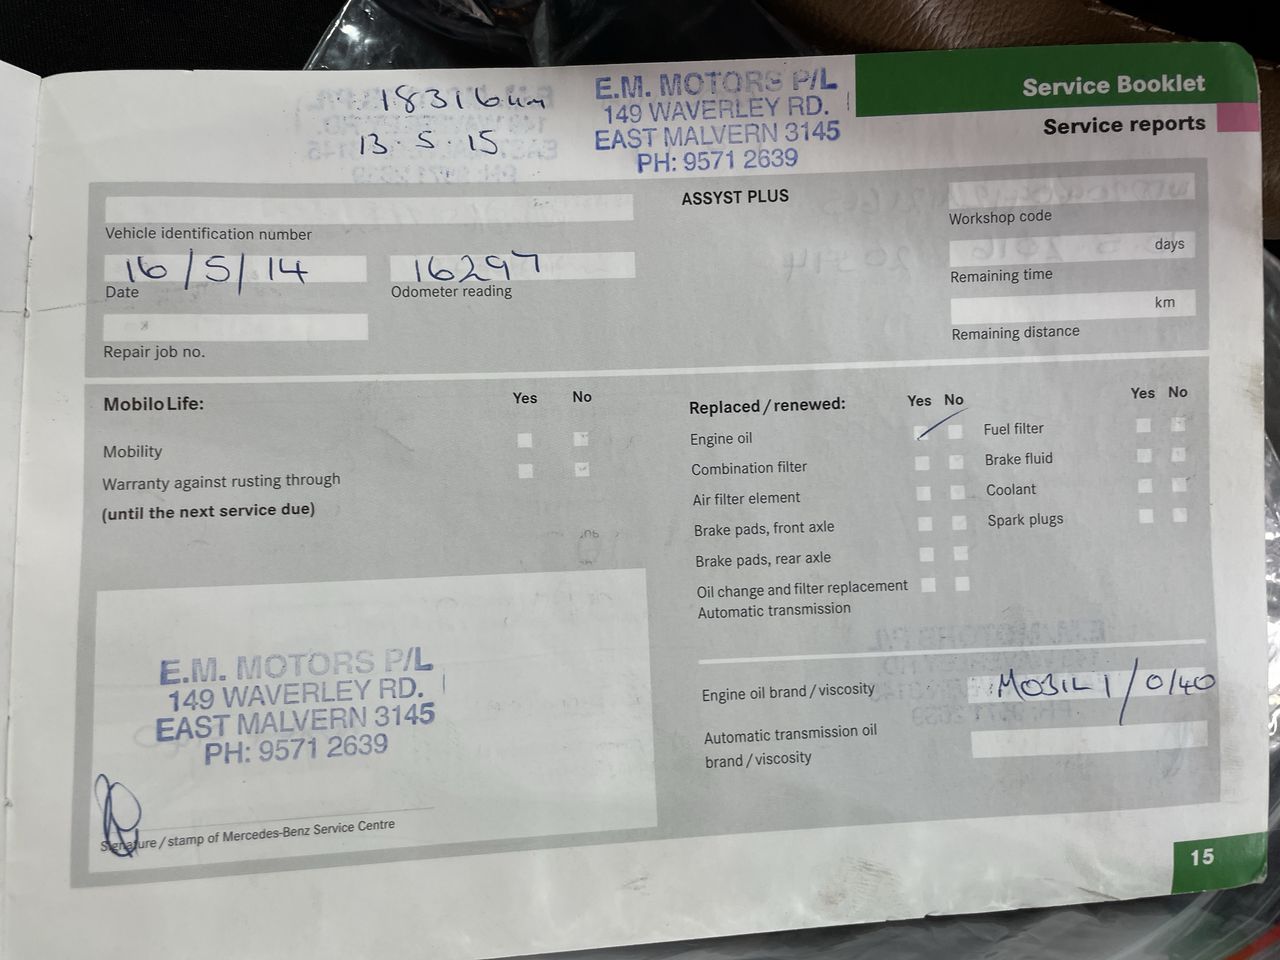 18316km
13.5.15
E.M. MOTORS P/L
149 WAVERLEY RD.
EAST MALVERN 3145
PH: 9571 2639
Service Booklet
Service reports
ASSYST PLUS
Vehicle identification number
Workshop code
16/5/14
Date
16297
Odometer reading
days
Remaining time
km
Remaining distance
Repair job no.
MobiloLife:
Yes No
Mobility
Warranty against rusting through
(until the next service due)
Replaced/renewed:
Yes No
Engine oil
Combination filter
Air filter element
Brake pads, front axle
Brake pads, rear axle
Oil change and filter replacement
Automatic transmission
Yes No
Fuel filter
Brake fluid
Coolant
Spark plugs
Engine oil brand/viscosity
MOBIL 1/0/40
Automatic transmission oil
brand/viscosity
E.M. MOTORS P/L
149 WAVERLEY RD.
EAST MALVERN 3145
PH: 9571 2639
Signature/stamp of Mercedes-Benz Service Centre
15